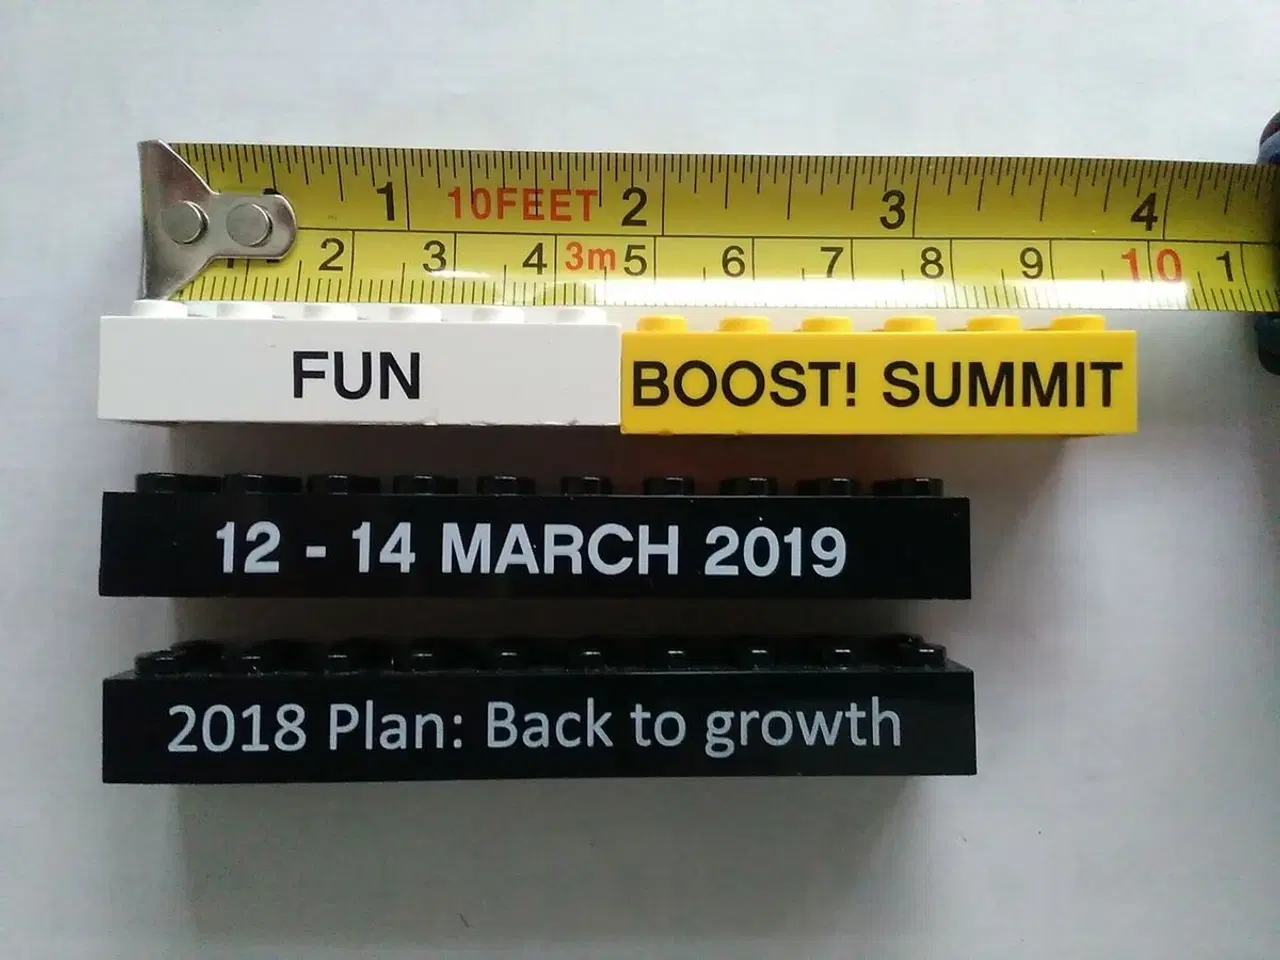 1 10FEET 2 3 4
1 2 3 4 3m 5 6 7 8 9 10 1
FUN
BOOST! SUMMIT
12 - 14 MARCH 2019
2018 Plan: Back to growth